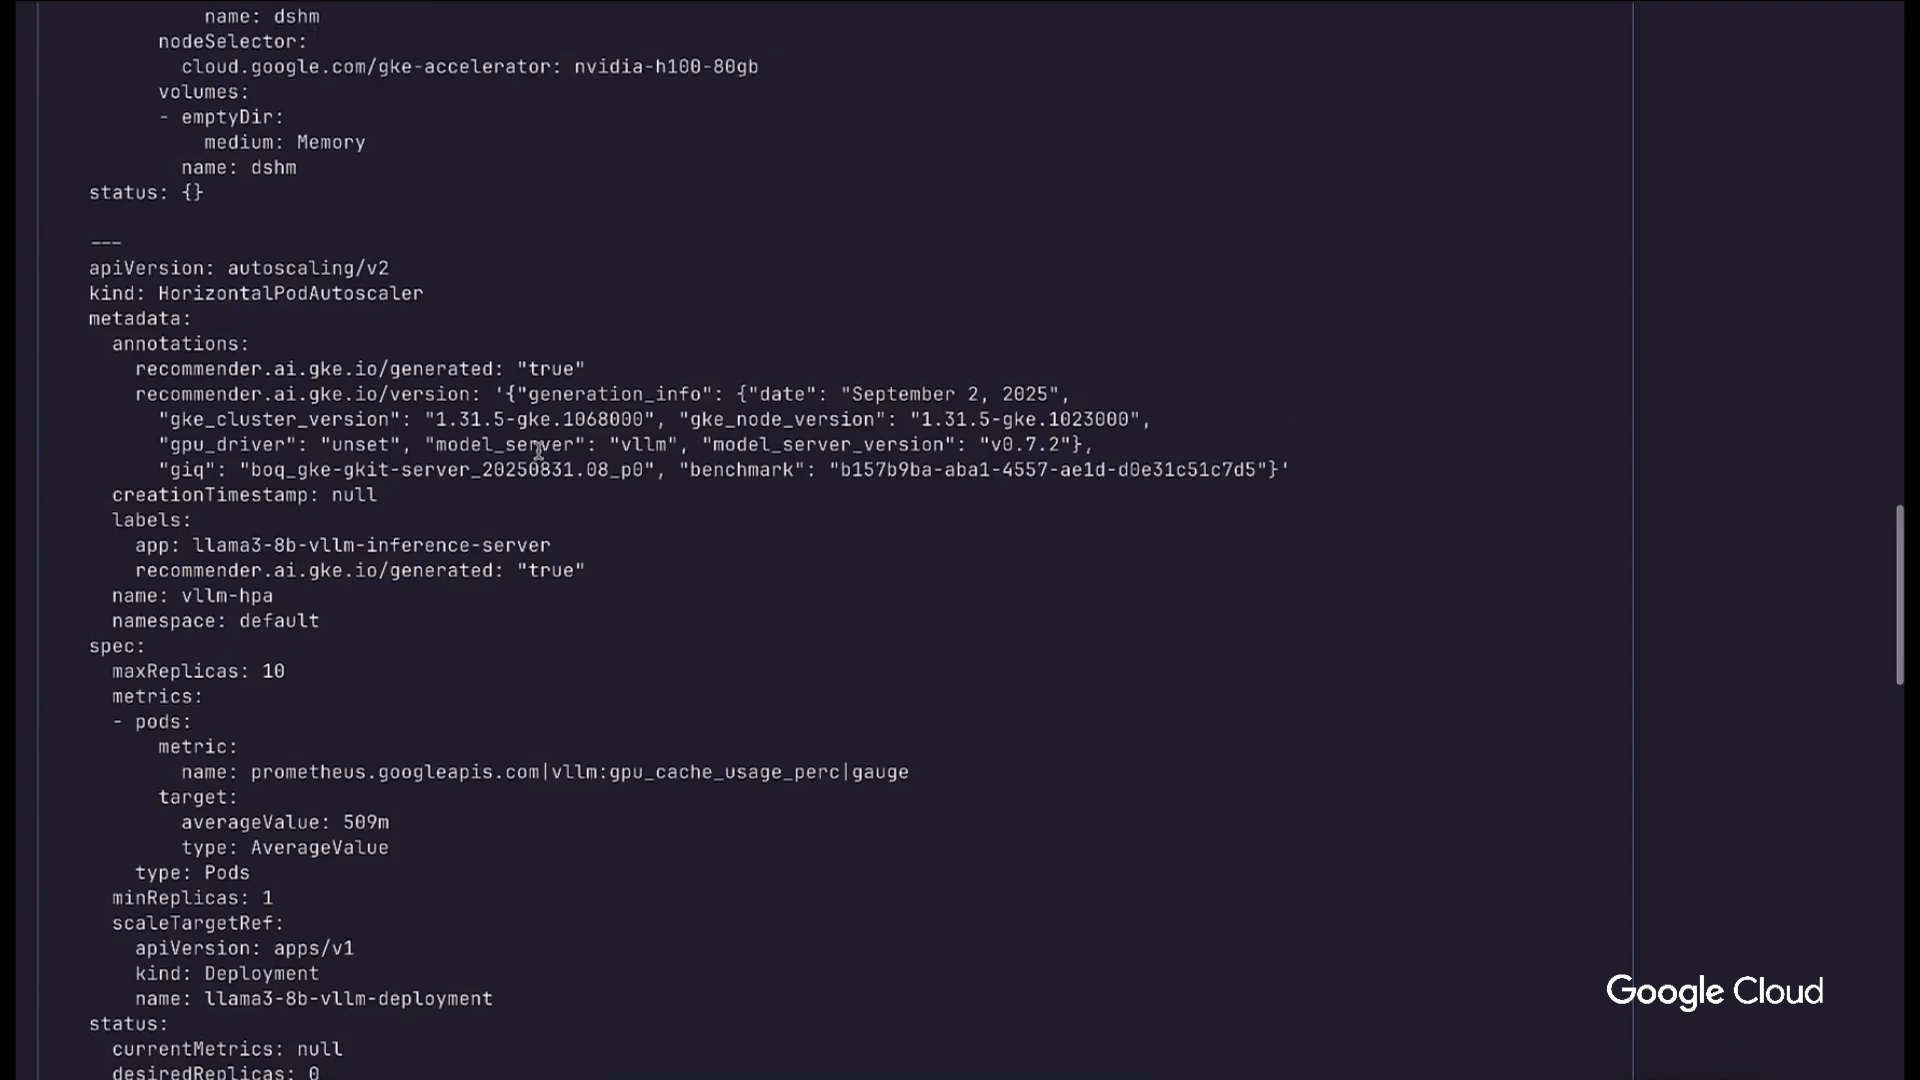 name: dshm
nodeSelector:
cloud.google.com/gke-accelerator: nvidia-h100-80gb
volumes:
- emptyDir:
medium: Memory
name: dshm
status: {}
---
apiVersion: autoscaling/v2
kind: HorizontalPodAutoscaler
metadata:
annotations:
recommender.ai.gke.io/generated: "true"
recommender.ai.gke.io/version: '{"generation_info": {"date": "September 2, 2025",
"gke_cluster_version": "1.31.5-gke.1068000", "gke_node_version": "1.31.5-gke.1023000",
"gpu_driver": "unset", "model_server": "vllm", "model_server_version": "v0.7.2"},
"giq": "boq_gke-gkit-server_20250831.08_p0", "benchmark": "b157b9ba-aba1-4557-ae1d-d0e31c51c7d5"}'
creationTimestamp: null
labels:
app: llama3-8b-vllm-inference-server
recommender.ai.gke.io/generated: "true"
name: vllm-hpa
namespace: default
spec:
maxReplicas: 10
metrics:
- pods:
metric:
name: prometheus.googleapis.com|vllm:gpu_cache_usage_perc|gauge
target:
averageValue: 509m
type: AverageValue
type: Pods
minReplicas: 1
scaleTargetRef:
apiVersion: apps/v1
kind: Deployment
name: llama3-8b-vllm-deployment
status:
currentMetrics: null
desiredReplicas: 0
Google Cloud